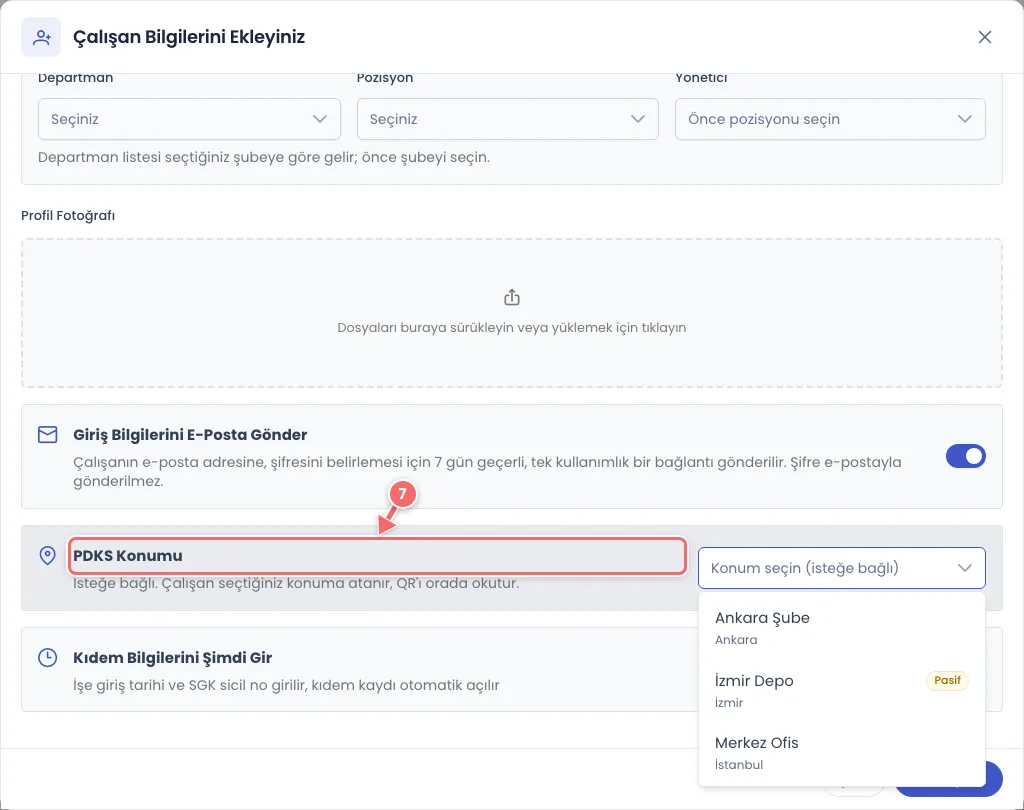 Çalışan Bilgilerini Ekleyiniz
Departman
Pozisyon
Yönetici
Seçiniz
Seçiniz
Önce pozisyonu seçin
Departman listesi seçtiğiniz şubeye göre gelir; önce şubeyi seçin.
Profil Fotoğrafı
Dosyaları buraya sürükleyin veya yüklemek için tıklayın
Giriş Bilgilerini E-Posta Gönder
Çalışanın e-posta adresine, şifresini belirlemesi için 7 gün geçerli, tek kullanımlık bir bağlantı gönderilir. Şifre e-postayla
gönderilmez.
7
PDKS Konumu
İsteğe bağlı. Çalışan seçtiğiniz konuma atanır, QR'ı orada okutur.
Konum seçin (isteğe bağlı)
Ankara Şube
Ankara
İzmir Depo
Pasif
İzmir
Merkez Ofis
İstanbul
Kıdem Bilgilerini Şimdi Gir
İşe giriş tarihi ve SGK sicil no girilir, kıdem kaydı otomatik açılır